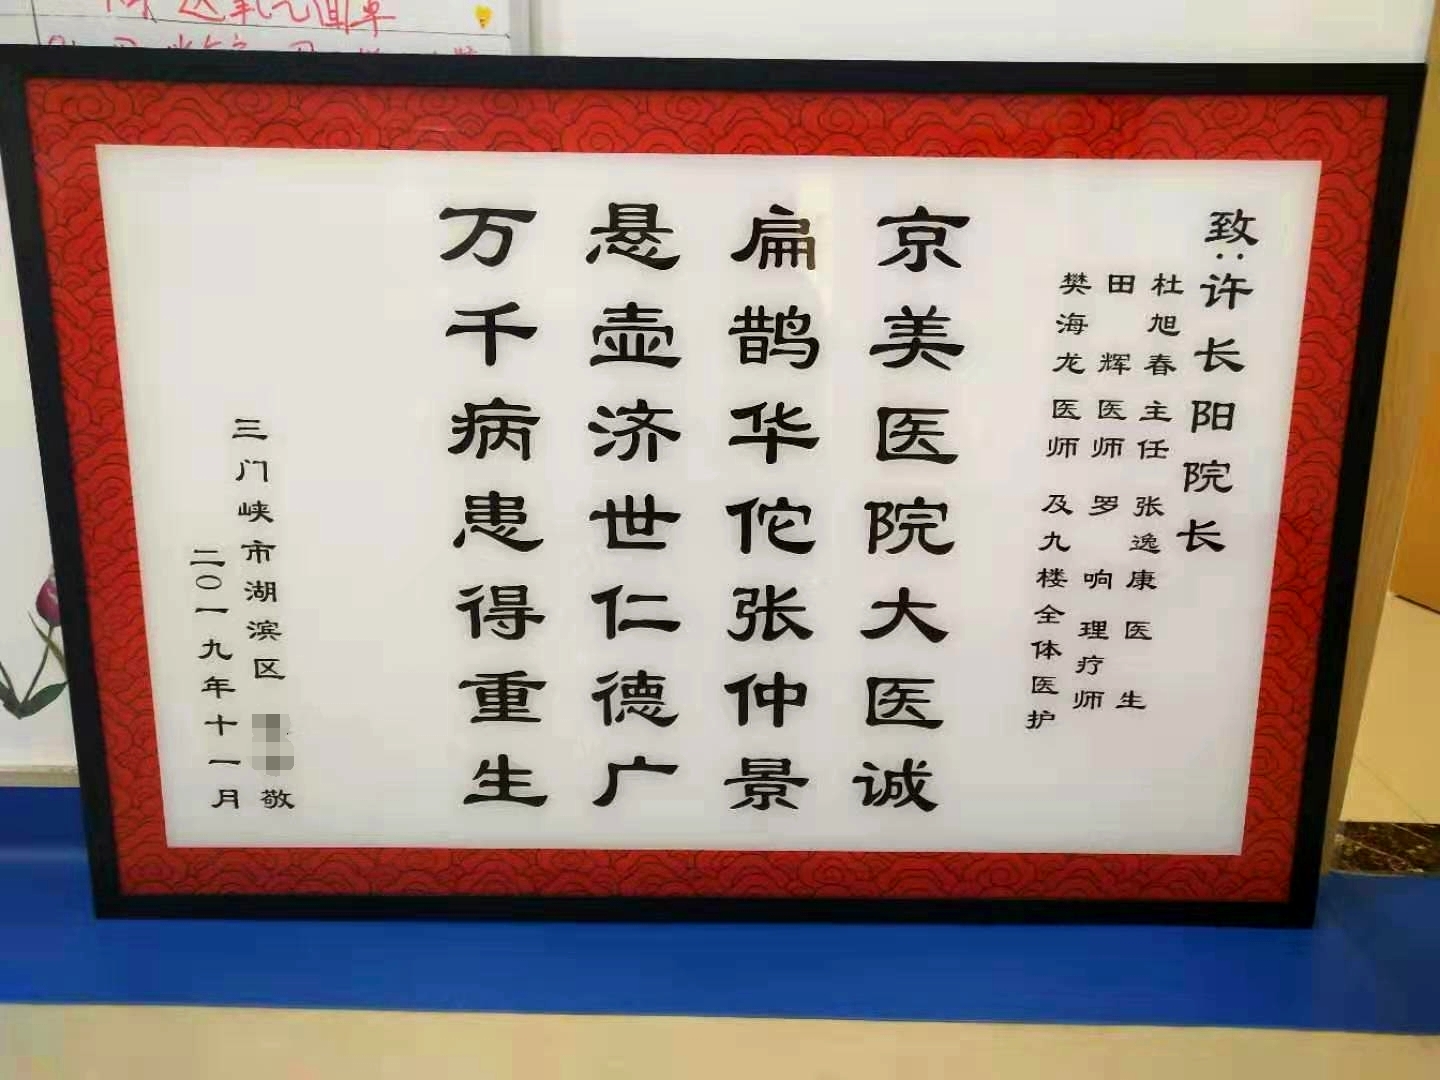 致:许长阳院长
杜旭春主任 张逸康医生
田辉医师 罗响理疗师
樊海龙医师 及九楼全体医护
京美医院大医诚
扁鹊华佗张仲景
悬壶济世仁德广
万千病患得重生
三门峡市湖滨区 敬
二〇一九年十一月